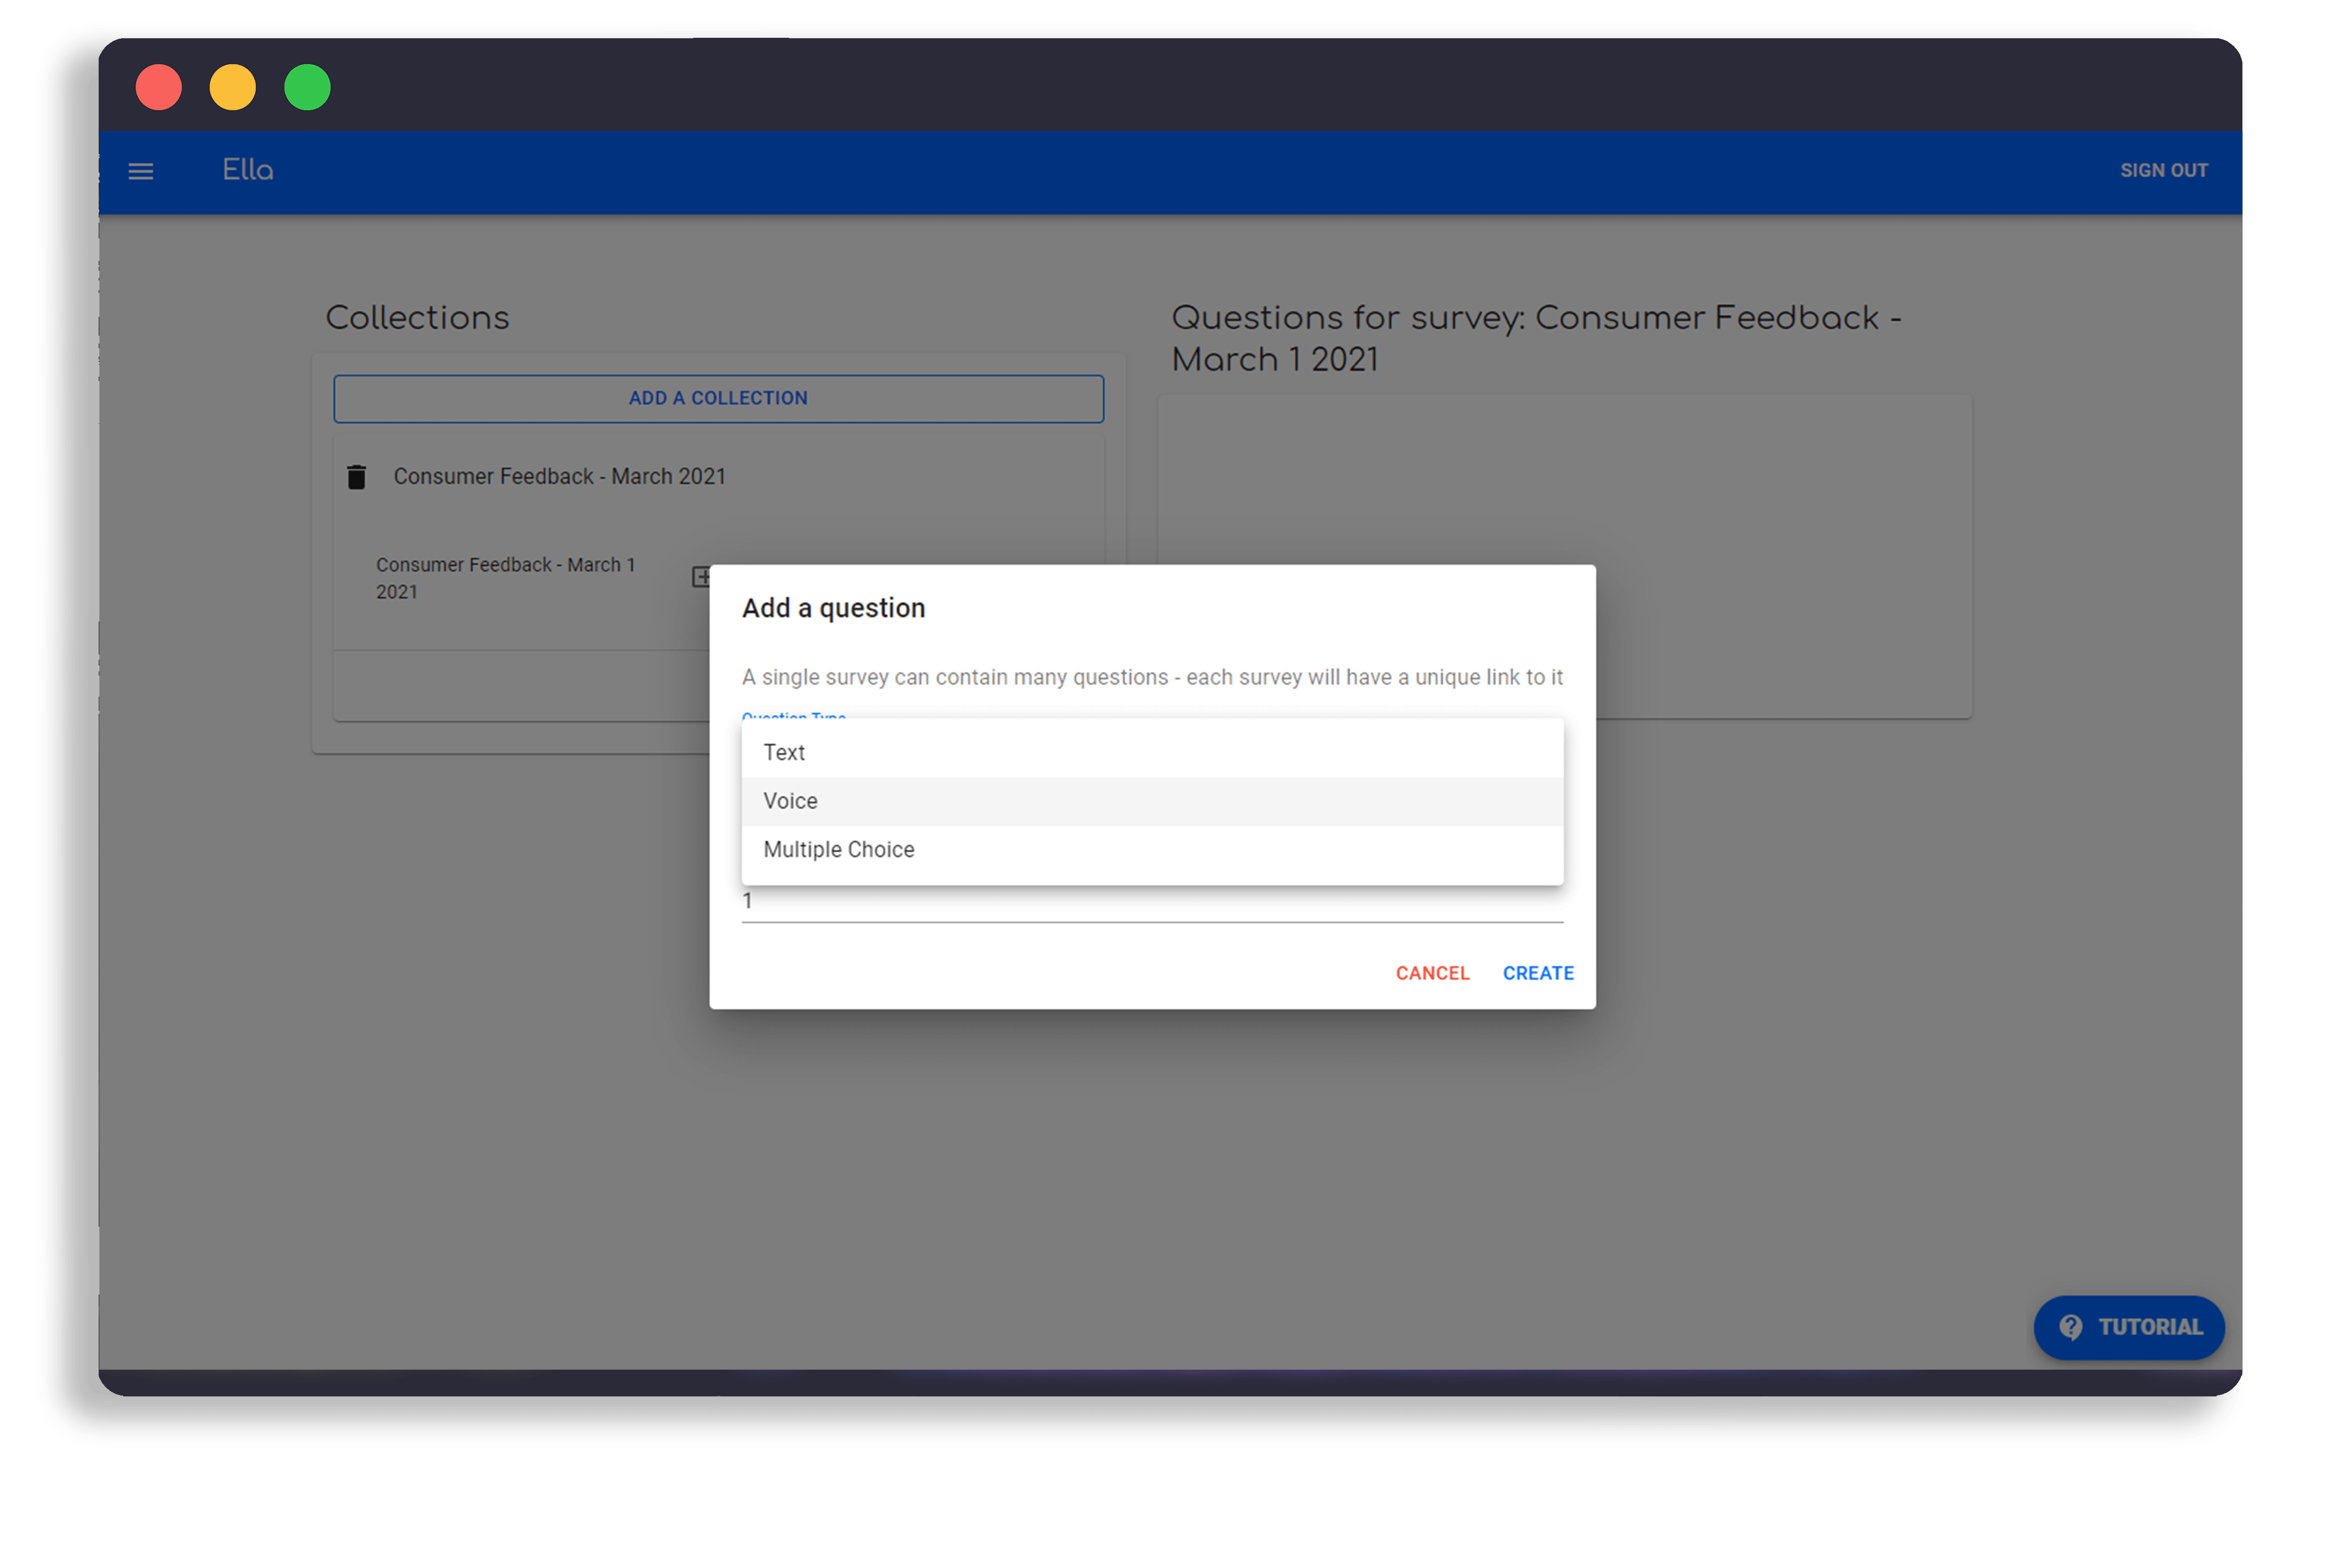 Ella
SIGN OUT
Collections
ADD A COLLECTION
Consumer Feedback - March 2021
Consumer Feedback - March 1
2021
Questions for survey: Consumer Feedback -
March 1 2021
Add a question
A single survey can contain many questions - each survey will have a unique link to it
Question Type
Text
Voice
Multiple Choice
1
CANCEL
CREATE
TUTORIAL